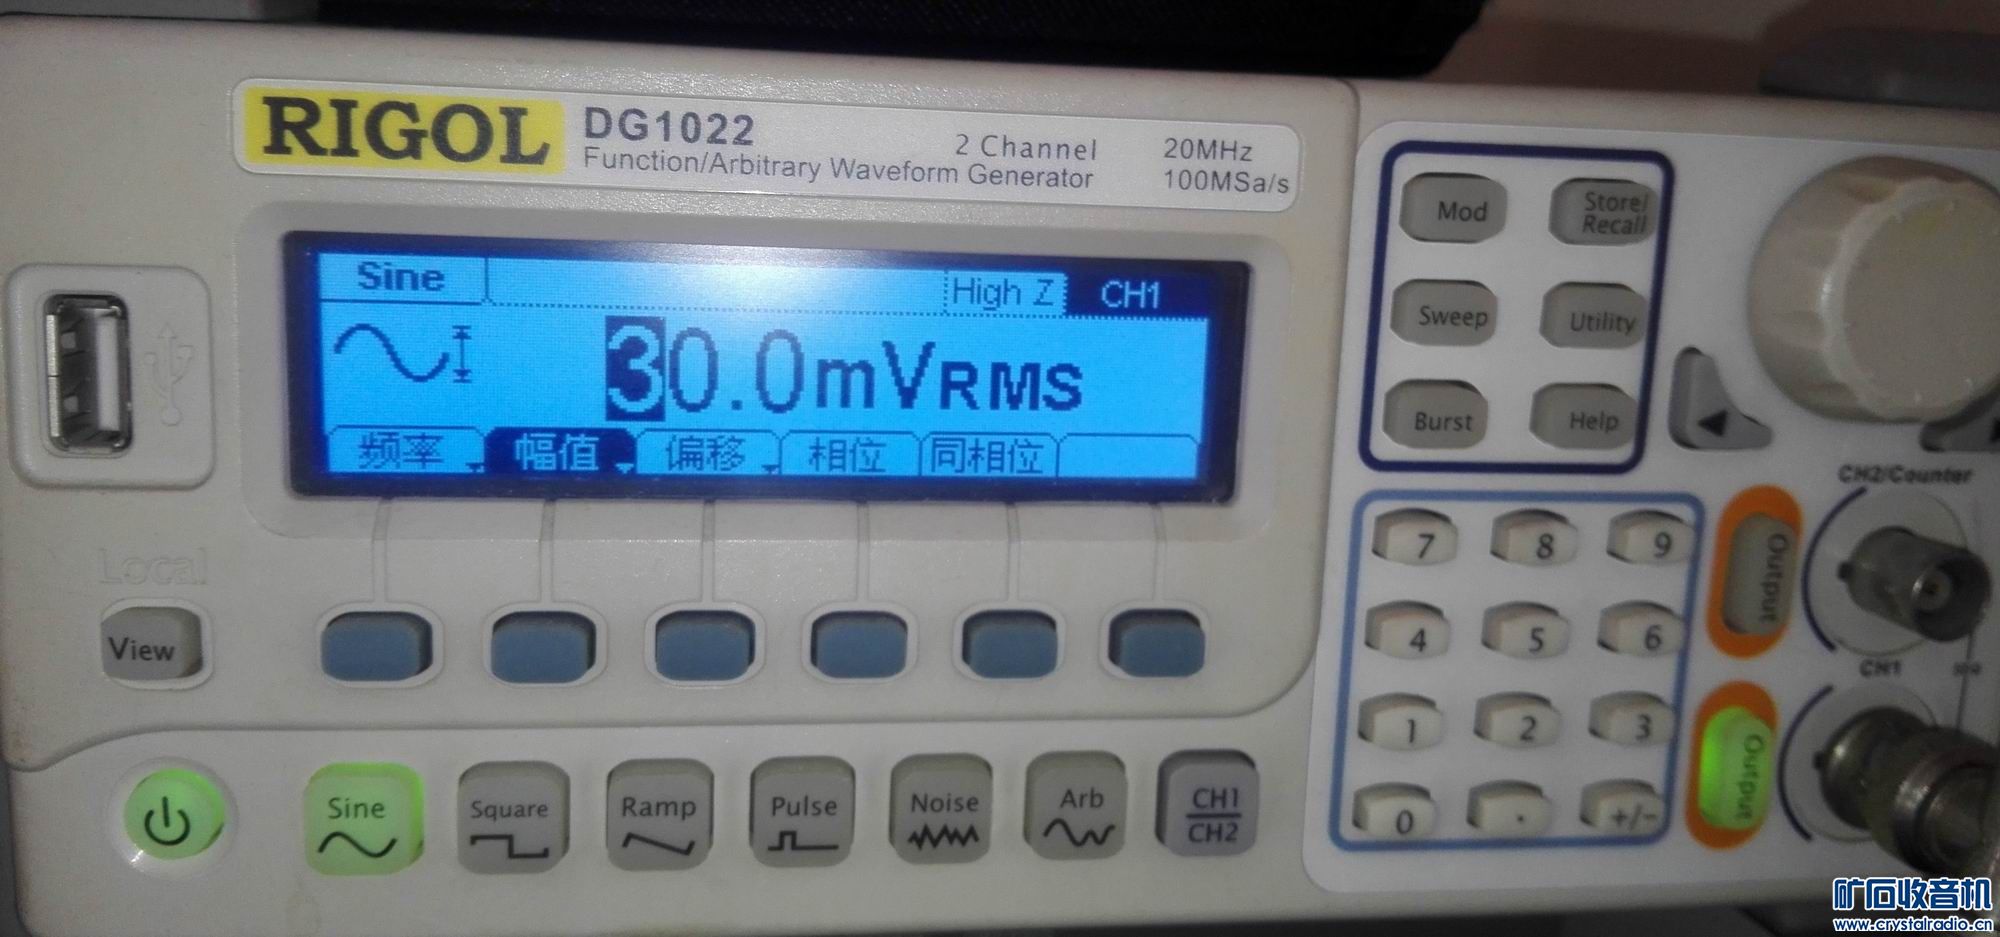 RIGOL
DG1022
2 Channel
20MHz
Function/Arbitrary Waveform Generator
100MSa/s
Sine
High Z
CH1
30.0mVRMS
频率
幅值
偏移
相位
同相位
Local
View
Sine
Square
Ramp
Pulse
Noise
Arb
CH1
CH2
Mod
Store/
Recall
Sweep
Utility
Burst
Help
7
8
9
4
5
6
1
2
3
0
.
+/-
CH2/Counter
Output
CH1
Output
矿石收音机
www.crystalradio.cn